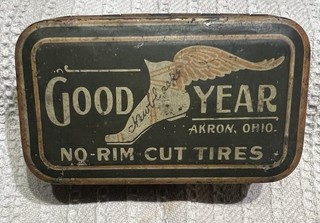 GOOD YEAR
AKRON, OHIO.
NO-RIM-CUT TIRES